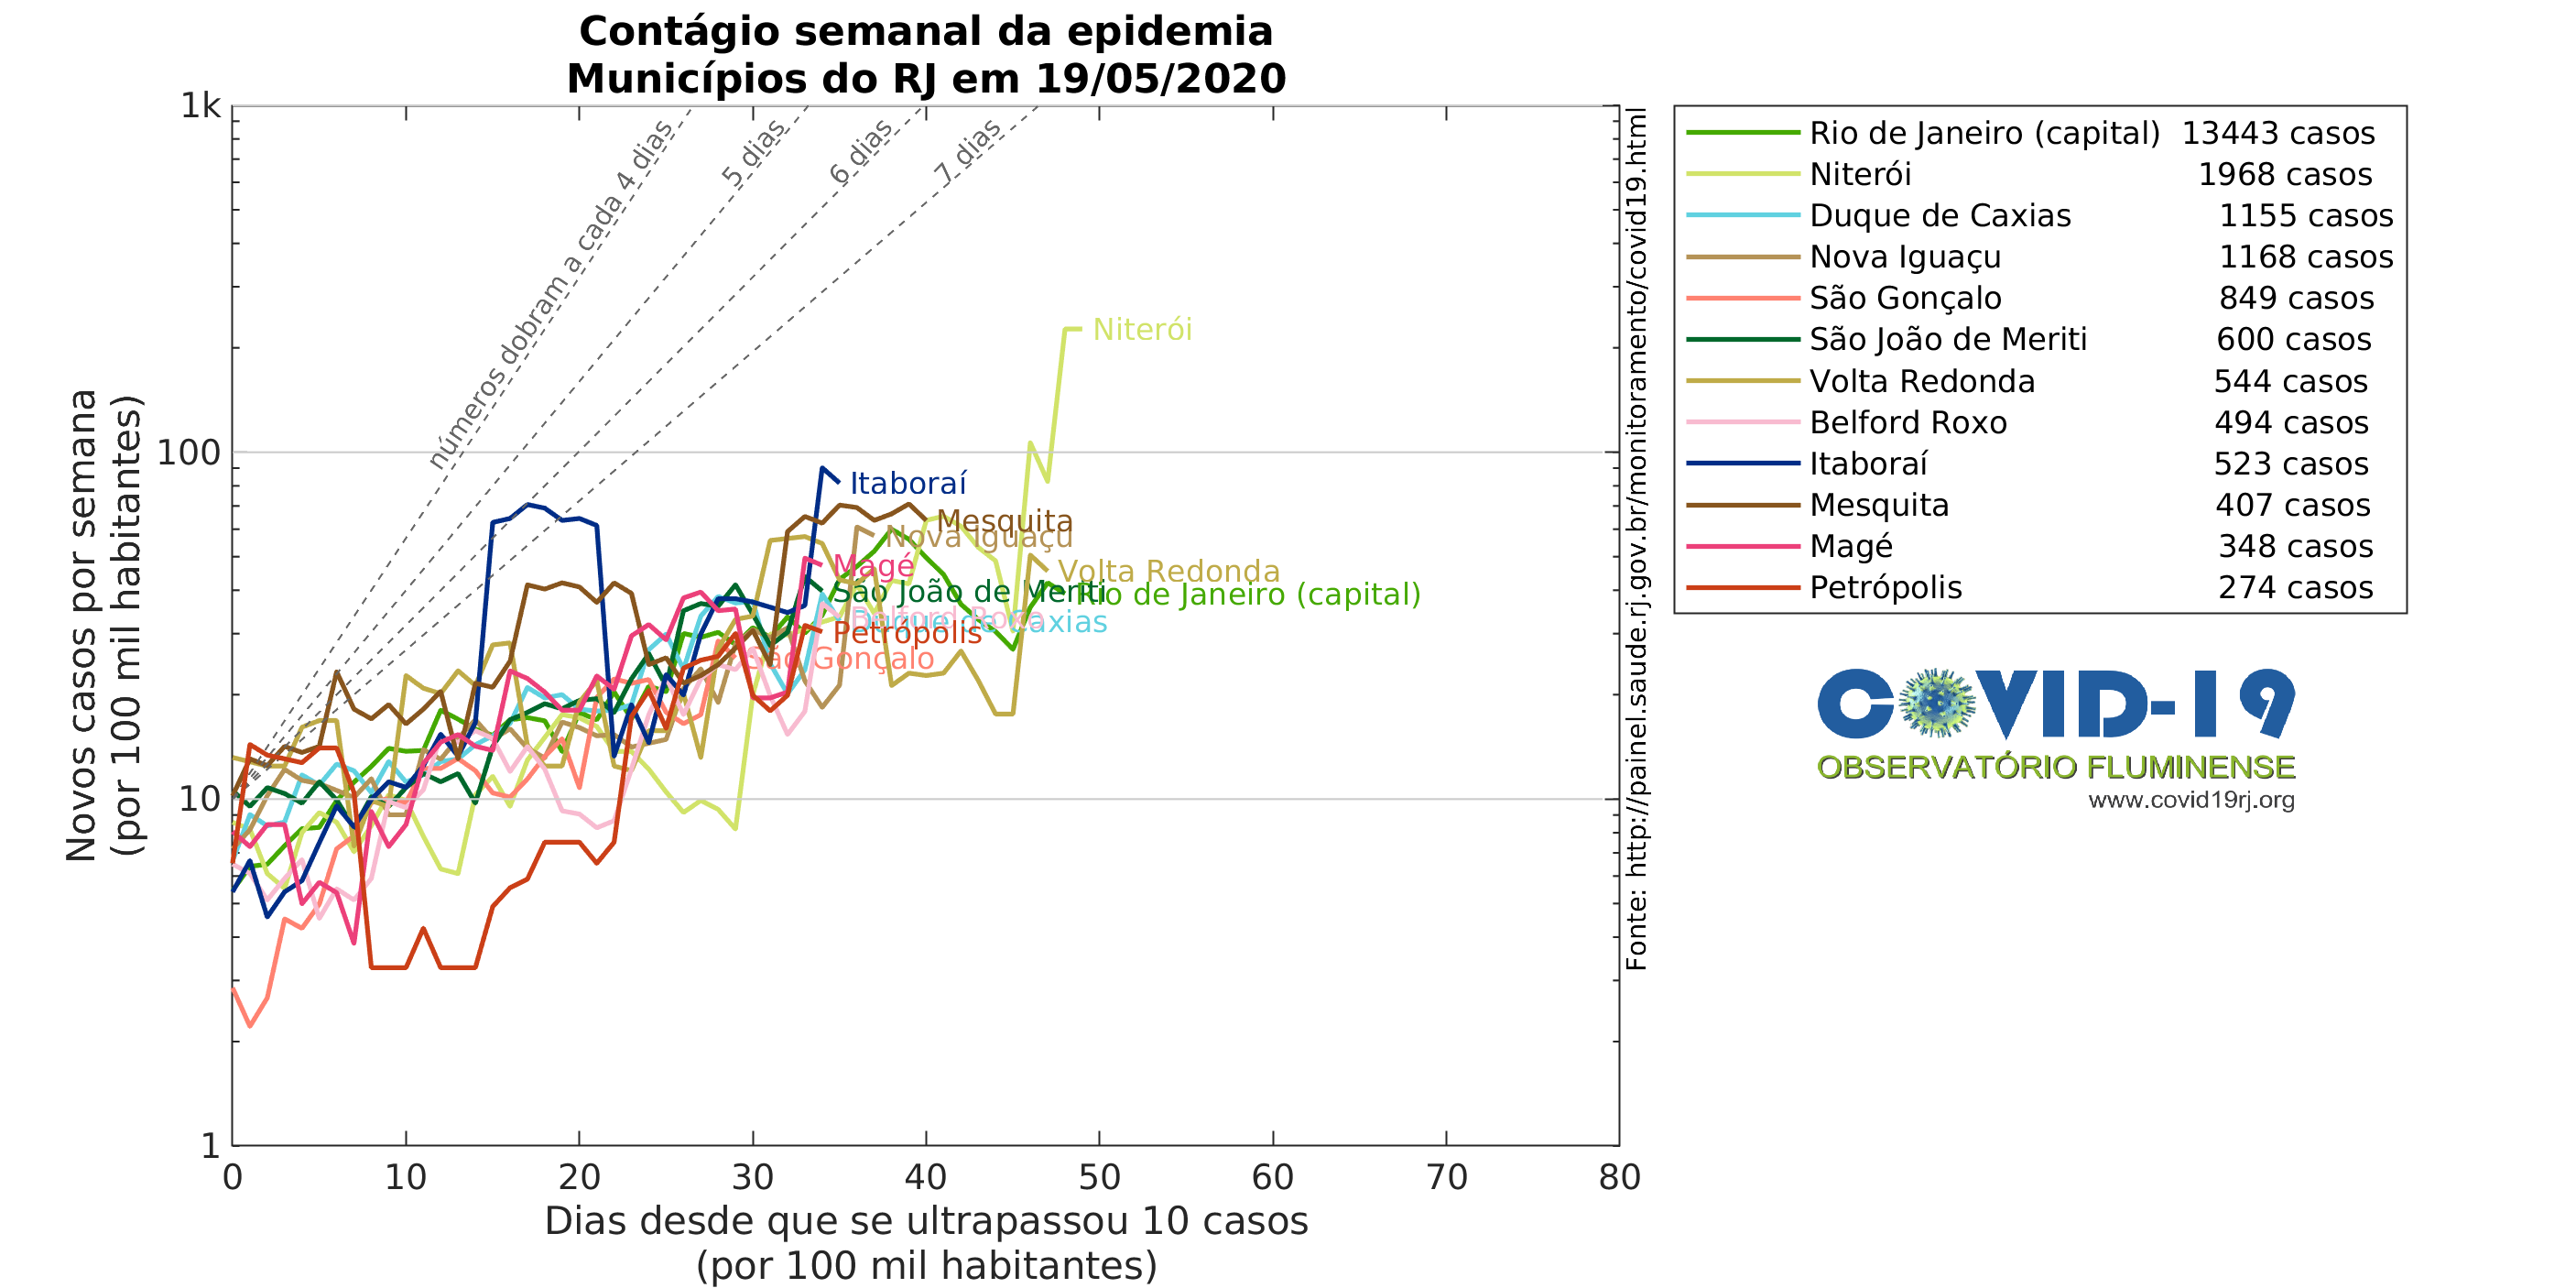 Contágio semanal da epidemia
Municípios do RJ em 19/05/2020
Novos casos por semana
(por 100 mil habitantes)
1k
100
10
1
números dobram a cada 4 dias
5 dias
6 dias
7 dias
Niterói
Itaboraí
Mesquita
Nova Iguaçu
Magé
Volta Redonda
São João de Meriti
Rio de Janeiro (capital)
Belford Roxo
Duque de Caxias
Petrópolis
São Gonçalo
0 10 20 30 40 50 60 70 80
Dias desde que se ultrapassou 10 casos
(por 100 mil habitantes)
Fonte: http://painel.saude.rj.gov.br/monitoramento/covid19.html
Rio de Janeiro (capital) 13443 casos
Niterói 1968 casos
Duque de Caxias 1155 casos
Nova Iguaçu 1168 casos
São Gonçalo 849 casos
São João de Meriti 600 casos
Volta Redonda 544 casos
Belford Roxo 494 casos
Itaboraí 523 casos
Mesquita 407 casos
Magé 348 casos
Petrópolis 274 casos
COVID-19
OBSERVATÓRIO FLUMINENSE
www.covid19rj.org